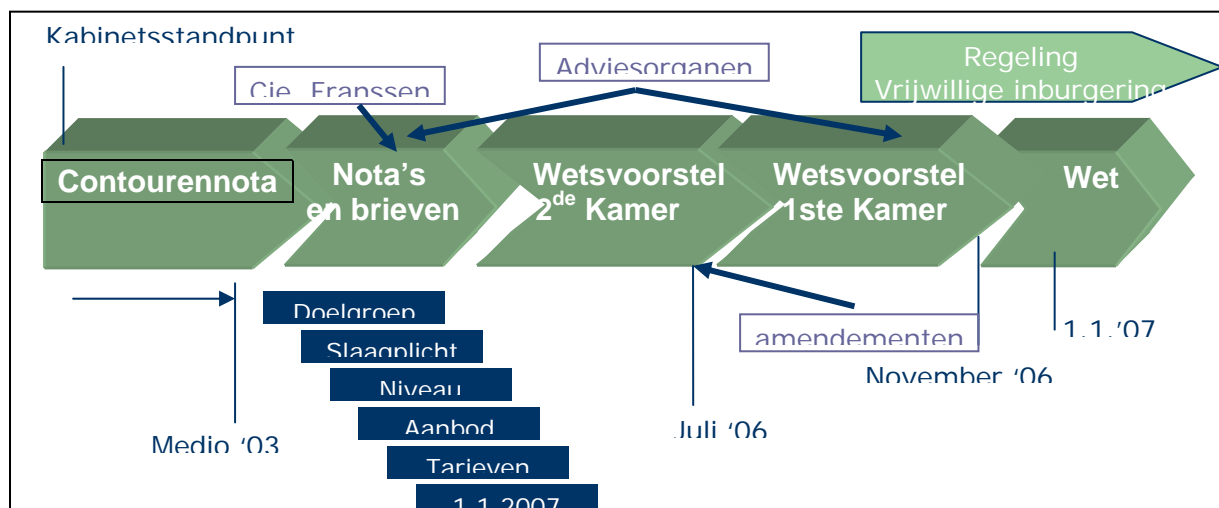 Kabinetsstandpunt
Cie. Franssen
Adviesorganen
Regeling
Vrijwillige inburgering
Contourennota
Nota's
en brieven
Wetsvoorstel
2de Kamer
Wetsvoorstel
1ste Kamer
Wet
Doelgroep
Slaagplicht
Niveau
Aanbod
Tarieven
1-1-2007
amendementen
1.1.'07
November '06
Juli '06
Medio '03